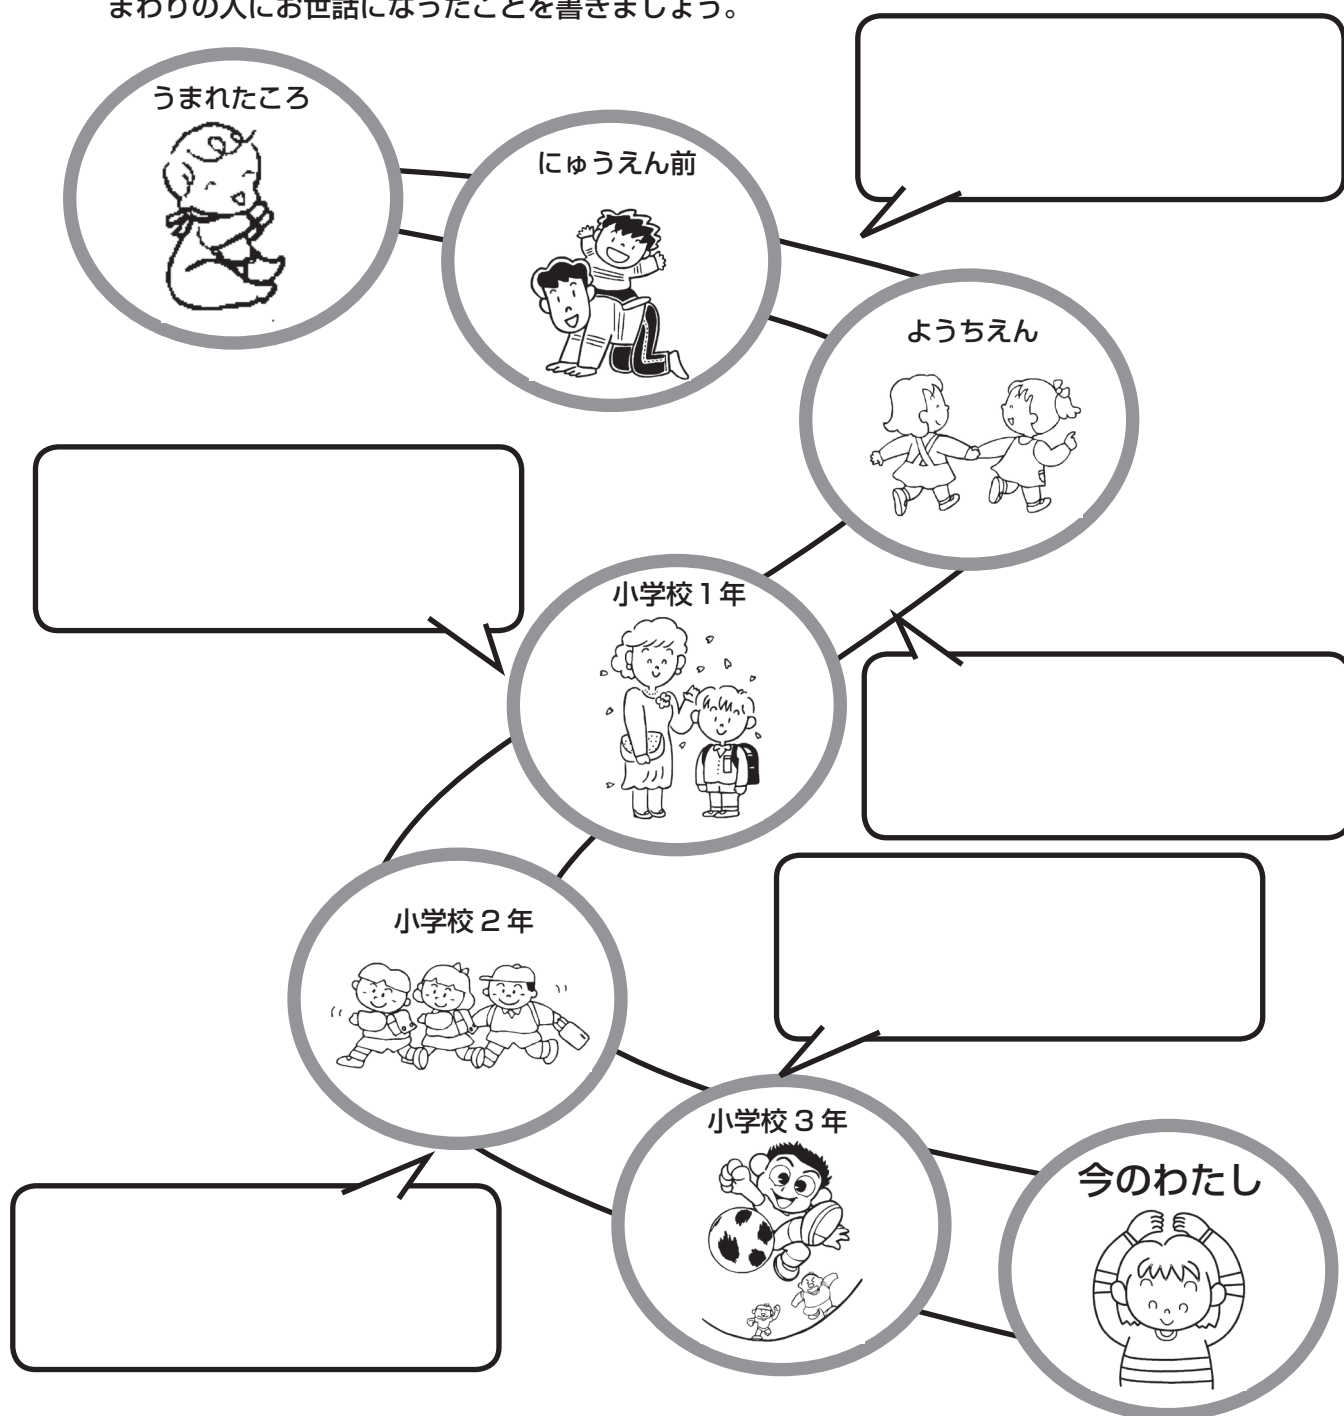 まわりの人にお世話になったことを書きましょう。
うまれたころ
にゅうえん前
ようちえん
小学校1年
小学校2年
小学校3年
今のわたし